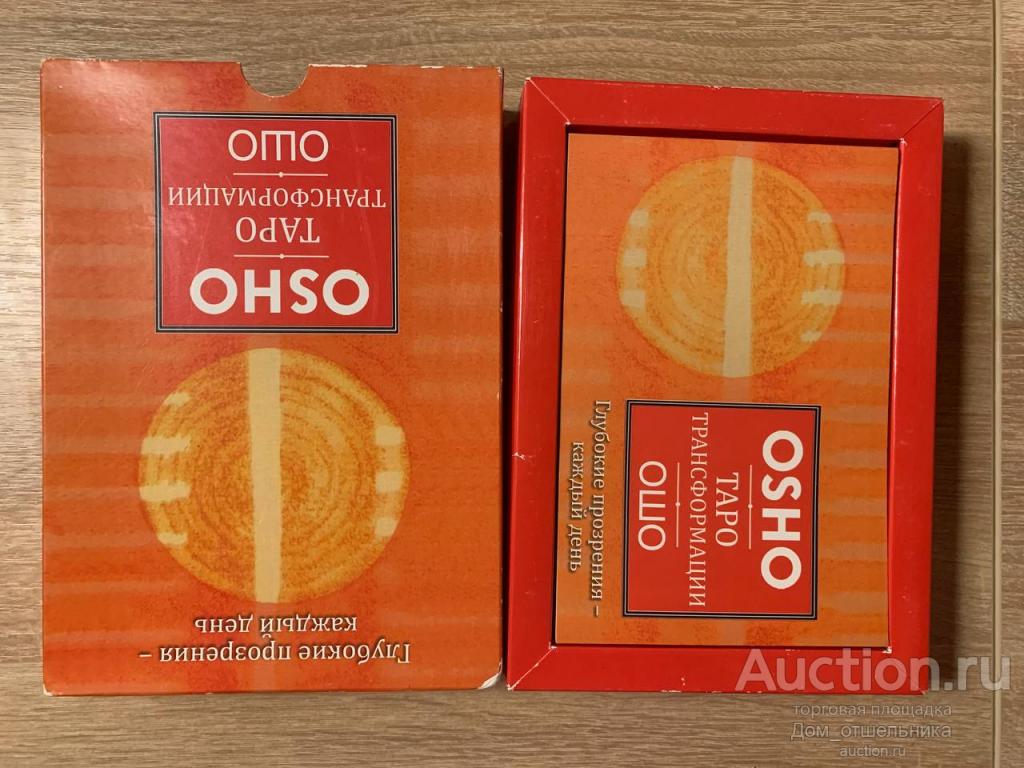 OSHO
ТАРО
ТРАНСФОРМАЦИИ
ОШО
Глубокие прозрения –
каждый день
OSHO
ТАРО
ТРАНСФОРМАЦИИ
ОШО
Глубокие прозрения –
каждый день
Auction.ru
торговая площадка
Дом_отшельника
auction.ru